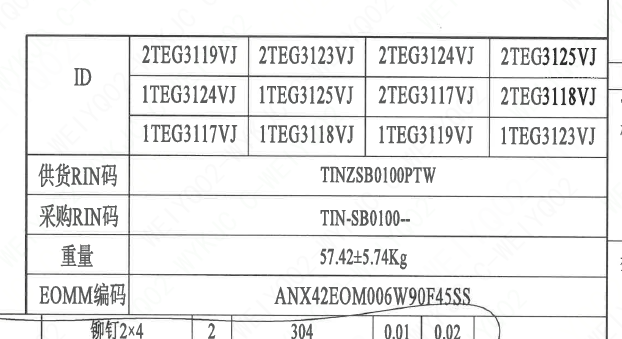 ID 2TEG3119VJ 2TEG3123VJ 2TEG3124VJ 2TEG3125VJ
1TEG3124VJ 1TEG3125VJ 2TEG3117VJ 2TEG3118VJ
1TEG3117VJ 1TEG3118VJ 1TEG3119VJ 1TEG3123VJ
供货RIN码 TINZSB0100PTW
采购RIN码 TIN-SB0100--
重量 57.42±5.74Kg
EOMM编码 ANX42EOM006W90F45SS
铆钉2×4 2 304 0.01 0.02